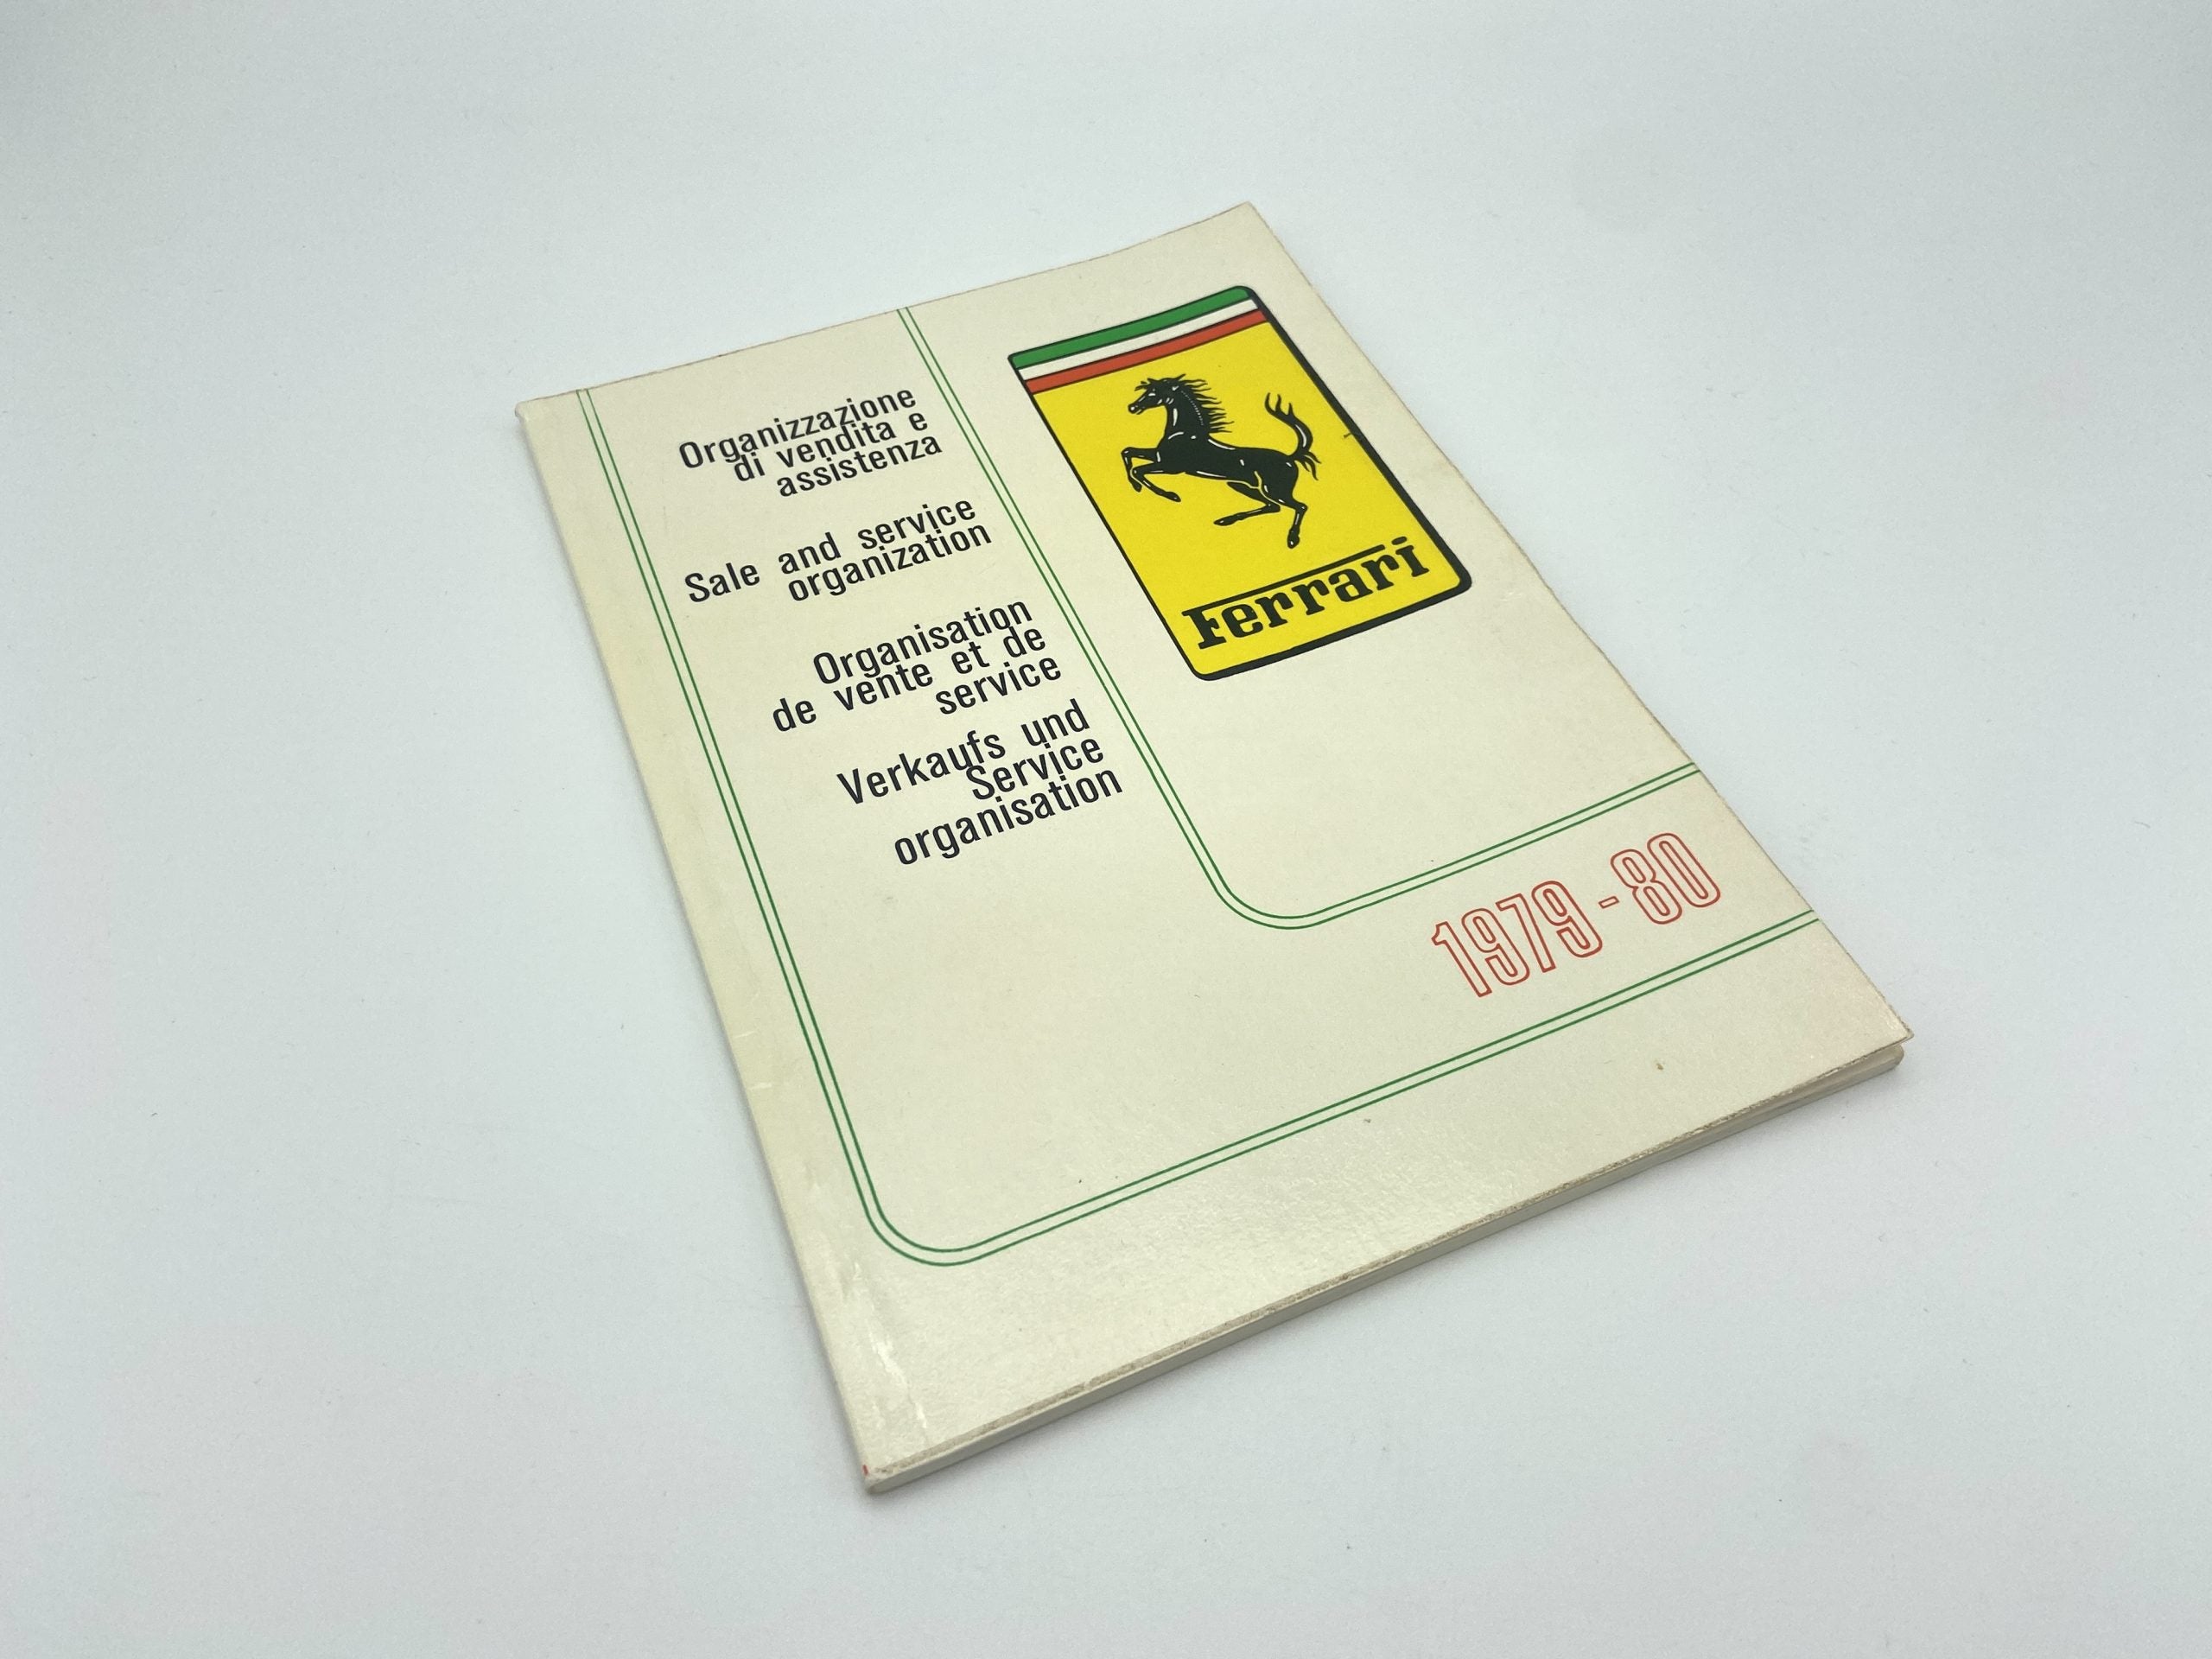 Organizzazione
di vendita e
assistenza
Sale and service
organization
Organisation
de vente et de
service
Verkaufs und
Service
organisation
Ferrari
1979-80